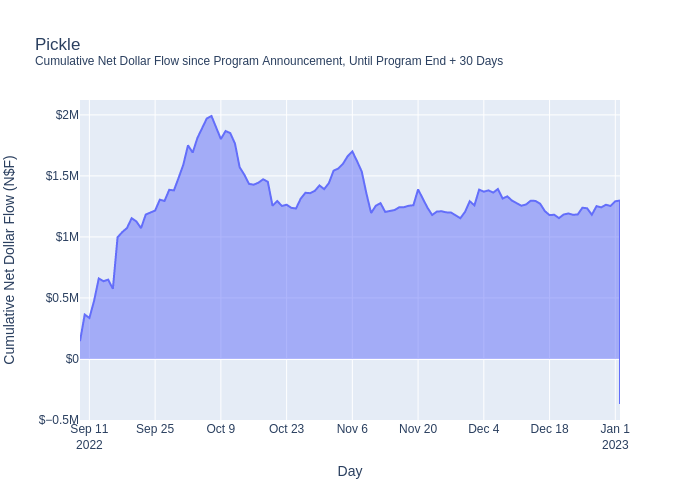 Pickle
Cumulative Net Dollar Flow since Program Announcement, Until Program End + 30 Days
Cumulative Net Dollar Flow (N$F)
$2M
$1.5M
$1M
$0.5M
$0
$−0.5M
Sep 11
2022
Sep 25
Oct 9
Oct 23
Nov 6
Nov 20
Dec 4
Dec 18
Jan 1
2023
Day